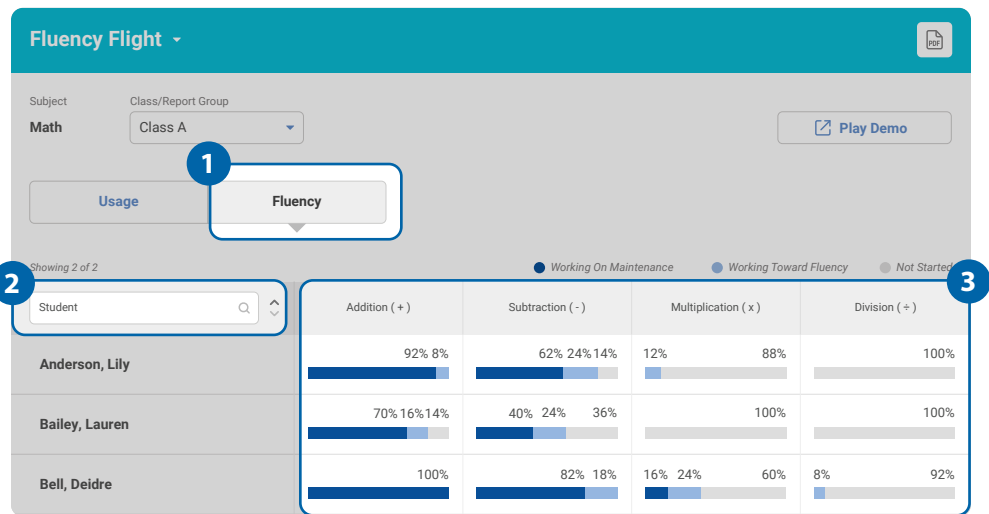 Fluency Flight
PDF
Subject Class/Report Group
Math Class A
Play Demo
1
Usage Fluency
Showing 2 of 2 Working On Maintenance Working Toward Fluency Not Started
2 3
Student Addition ( + ) Subtraction ( - ) Multiplication ( x ) Division ( ÷ )
Anderson, Lily 92% 8% 62% 24% 14% 12% 88% 100%
Bailey, Lauren 70% 16% 14% 40% 24% 36% 100% 100%
Bell, Deidre 100% 82% 18% 16% 24% 60% 8% 92%